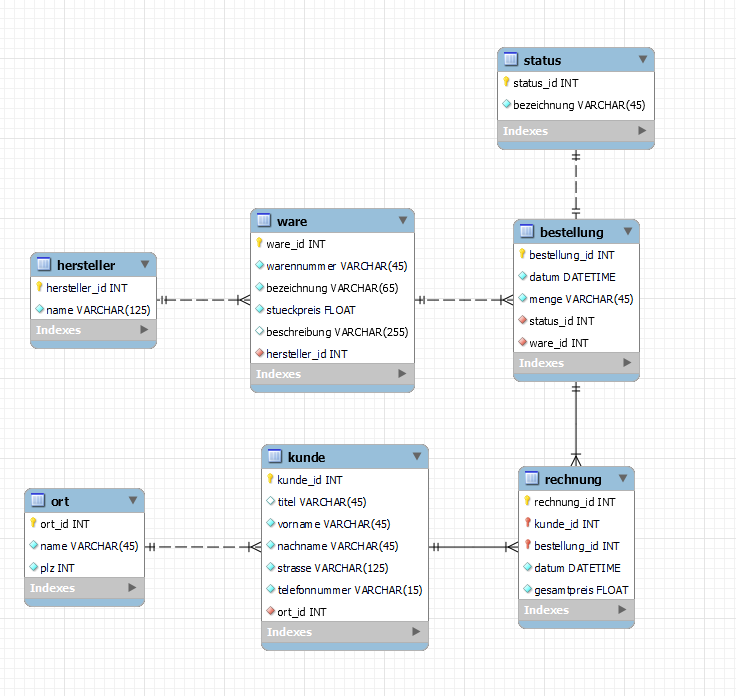 status
status_id INT
bezeichnung VARCHAR(45)
Indexes
ware
ware_id INT
warennummer VARCHAR(45)
bezeichnung VARCHAR(65)
stueckpreis FLOAT
beschreibung VARCHAR(255)
hersteller_id INT
Indexes
bestellung
bestellung_id INT
datum DATETIME
menge VARCHAR(45)
status_id INT
ware_id INT
Indexes
hersteller
hersteller_id INT
name VARCHAR(125)
Indexes
kunde
kunde_id INT
titel VARCHAR(45)
vorname VARCHAR(45)
nachname VARCHAR(45)
strasse VARCHAR(125)
telefonnummer VARCHAR(15)
ort_id INT
Indexes
rechnung
rechnung_id INT
kunde_id INT
bestellung_id INT
datum DATETIME
gesamtpreis FLOAT
Indexes
ort
ort_id INT
name VARCHAR(45)
plz INT
Indexes